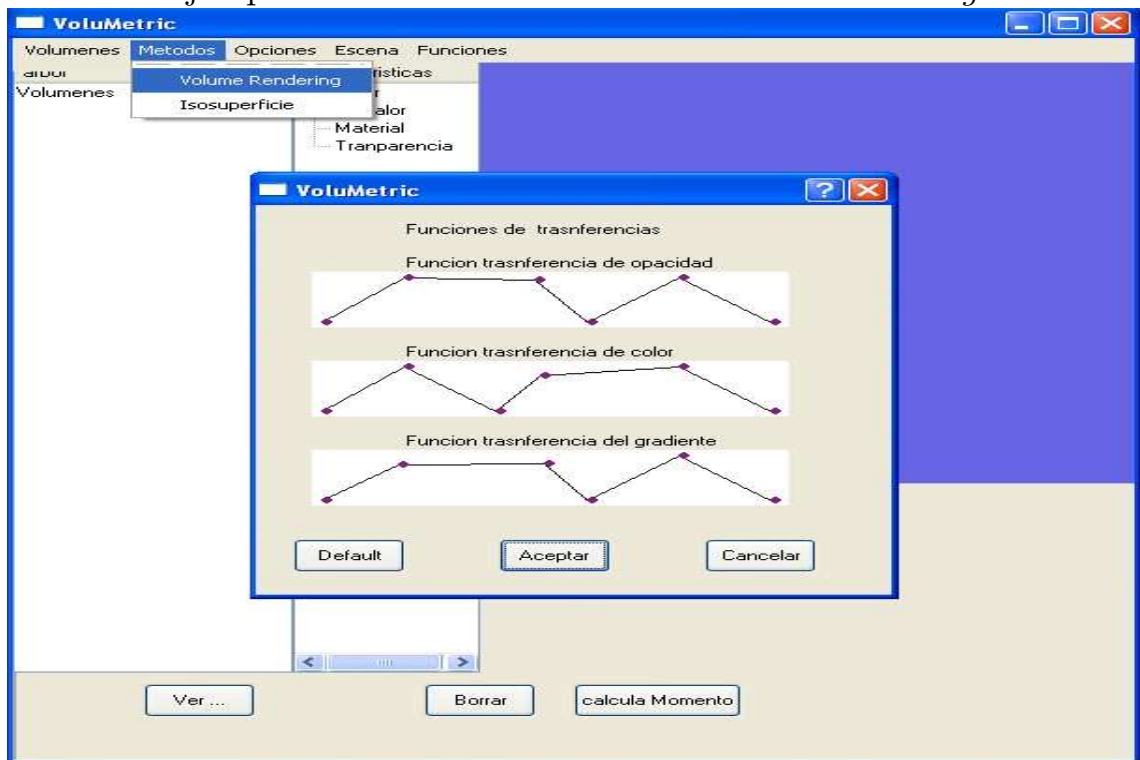 VoluMetric
Volumenes Metodos Opciones Escena Funciones
Volume Rendering
Isosuperficie
Volumenes
Material
Tranparencia
VoluMetric
Funciones de trasnferencias
Funcion trasnferencia de opacidad
Funcion trasnferencia de color
Funcion trasnferencia del gradiente
Default Aceptar Cancelar
Ver ... Borrar calcula Momento